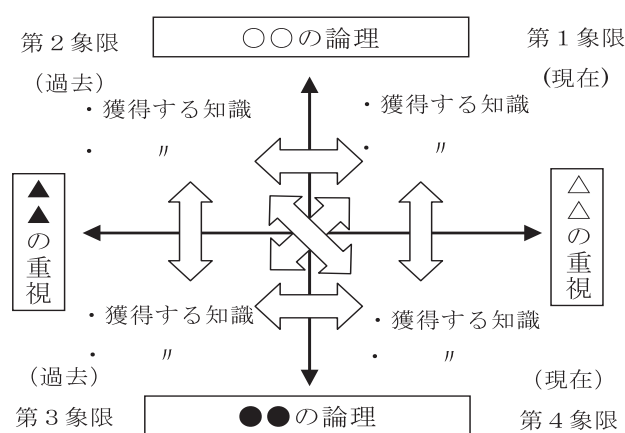 第２象限
○○の論理
第１象限
（過去）
(現在)
・獲得する知識
・　〃
・獲得する知識
・　〃
▲▲の重視
△△の重視
・獲得する知識
・　〃
・獲得する知識
・　〃
（過去）
（現在）
第３象限
●●の論理
第４象限